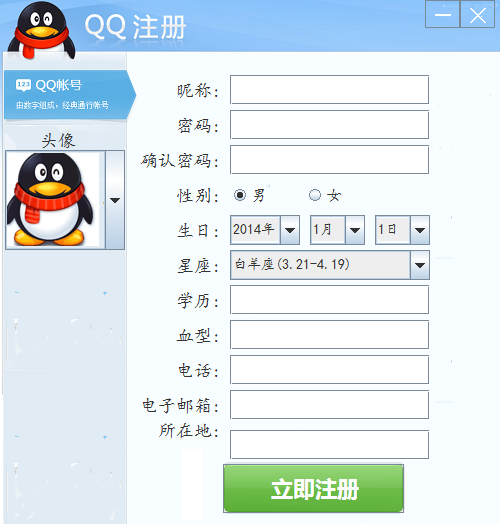 QQ 注册
123 QQ帐号
由数字组成，经典通行帐号
头像
昵称:
密码:
确认密码:
性别: 男 女
生日: 2014年 1月 1日
星座: 白羊座(3.21-4.19)
学历:
血型:
电话:
电子邮箱:
所在地:
立即注册